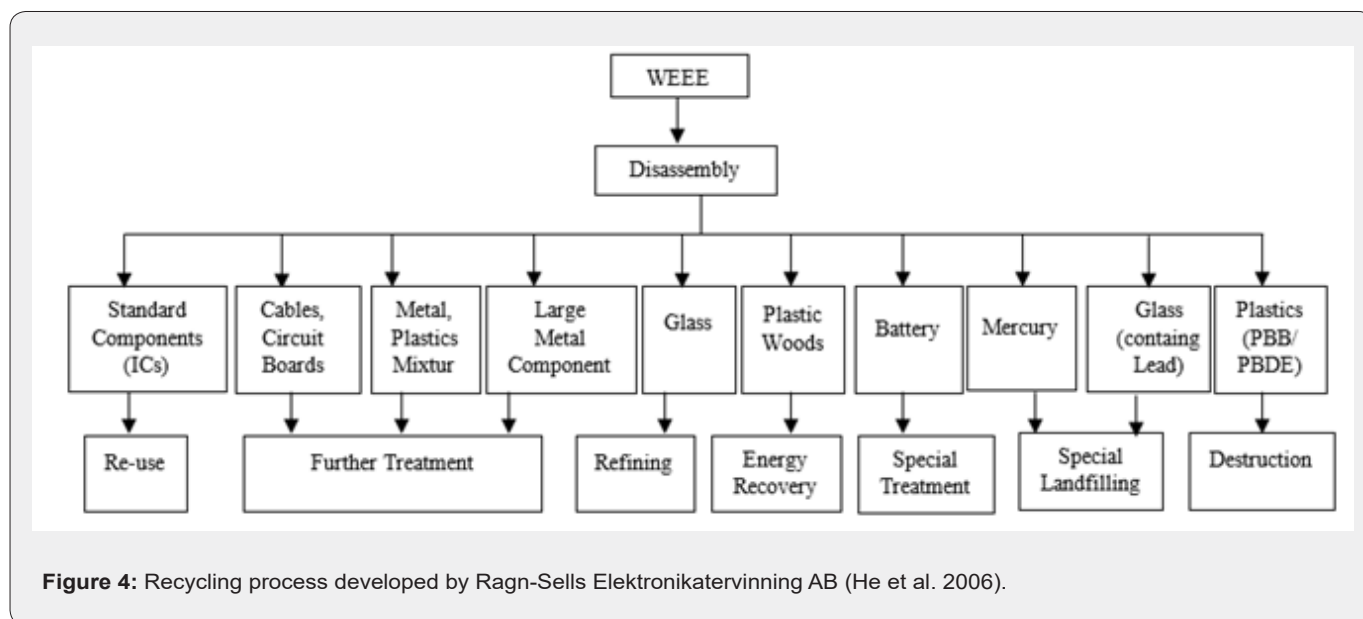 WEEE
Disassembly
Standard
Components
(ICs)
Cables,
Circuit
Boards
Metal,
Plastics
Mixtur
Large
Metal
Component
Glass
Plastic
Woods
Battery
Mercury
Glass
(containg
Lead)
Plastics
(PBB/
PBDE)
Re-use
Further Treatment
Refining
Energy
Recovery
Special
Treatment
Special
Landfilling
Destruction
Figure 4: Recycling process developed by Ragn-Sells Elektronikatervinning AB (He et al. 2006).